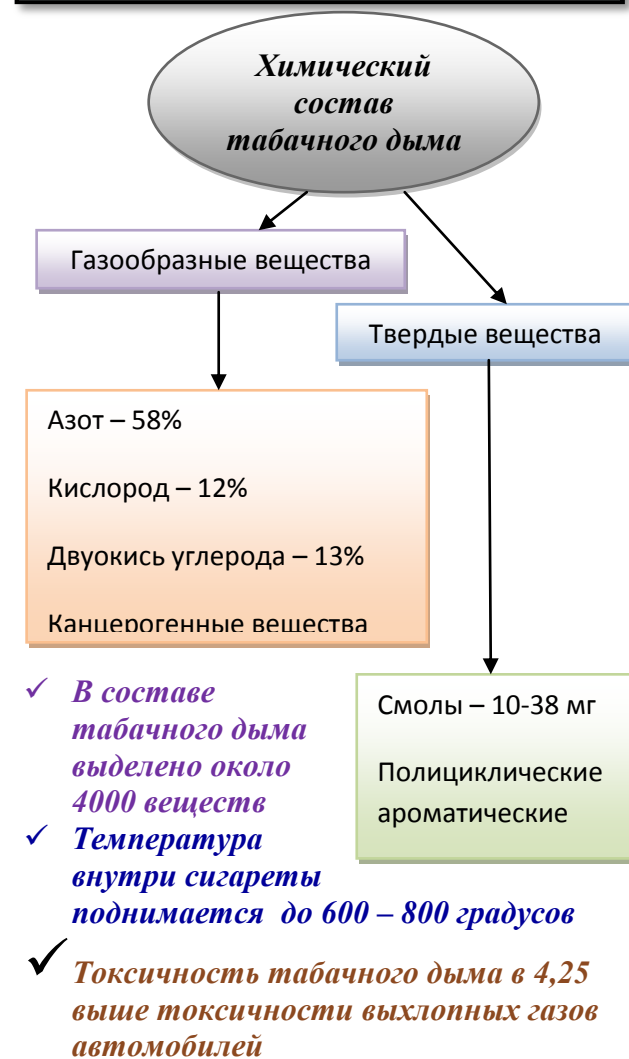 Химический
состав
табачного дыма
Газообразные вещества
Твердые вещества
Азот – 58%
Кислород – 12%
Двуокись углерода – 13%
Канцерогенные вещества
Смолы – 10-38 мг
Полициклические
ароматические
В составе
табачного дыма
выделено около
4000 веществ
Температура
внутри сигареты
поднимается до 600 – 800 градусов
Токсичность табачного дыма в 4,25
выше токсичности выхлопных газов
автомобилей